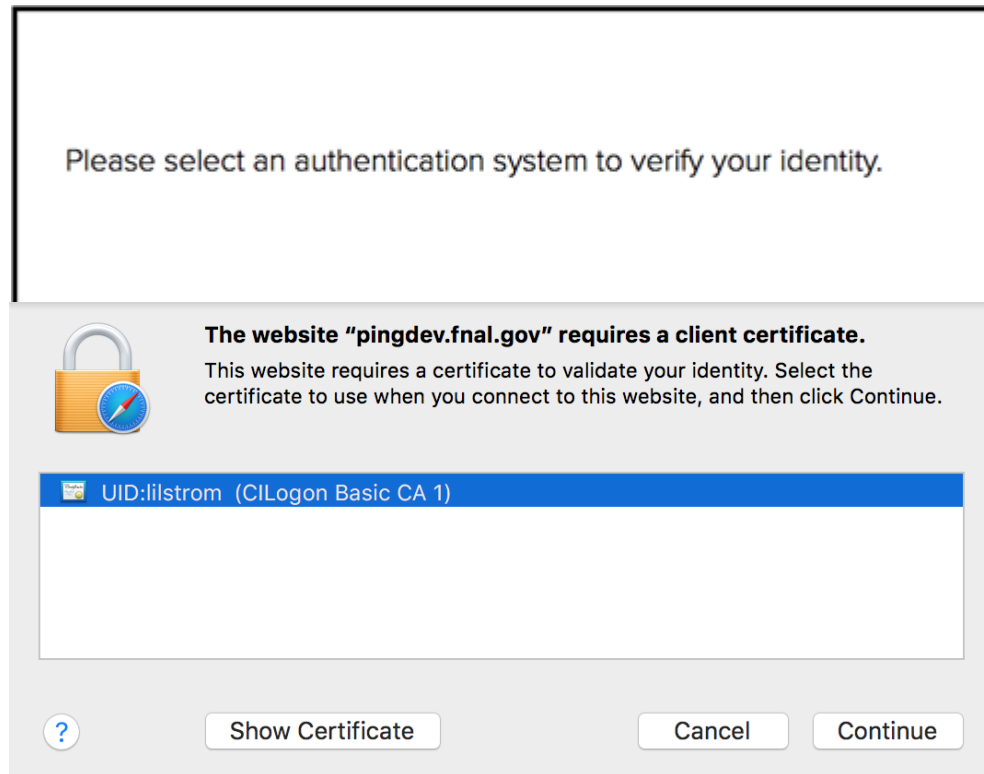 Please select an authentication system to verify your identity.
The website “pingdev.fnal.gov” requires a client certificate.
This website requires a certificate to validate your identity. Select the
certificate to use when you connect to this website, and then click Continue.
UID:lilstrom (CILogon Basic CA 1)
? Show Certificate Cancel Continue